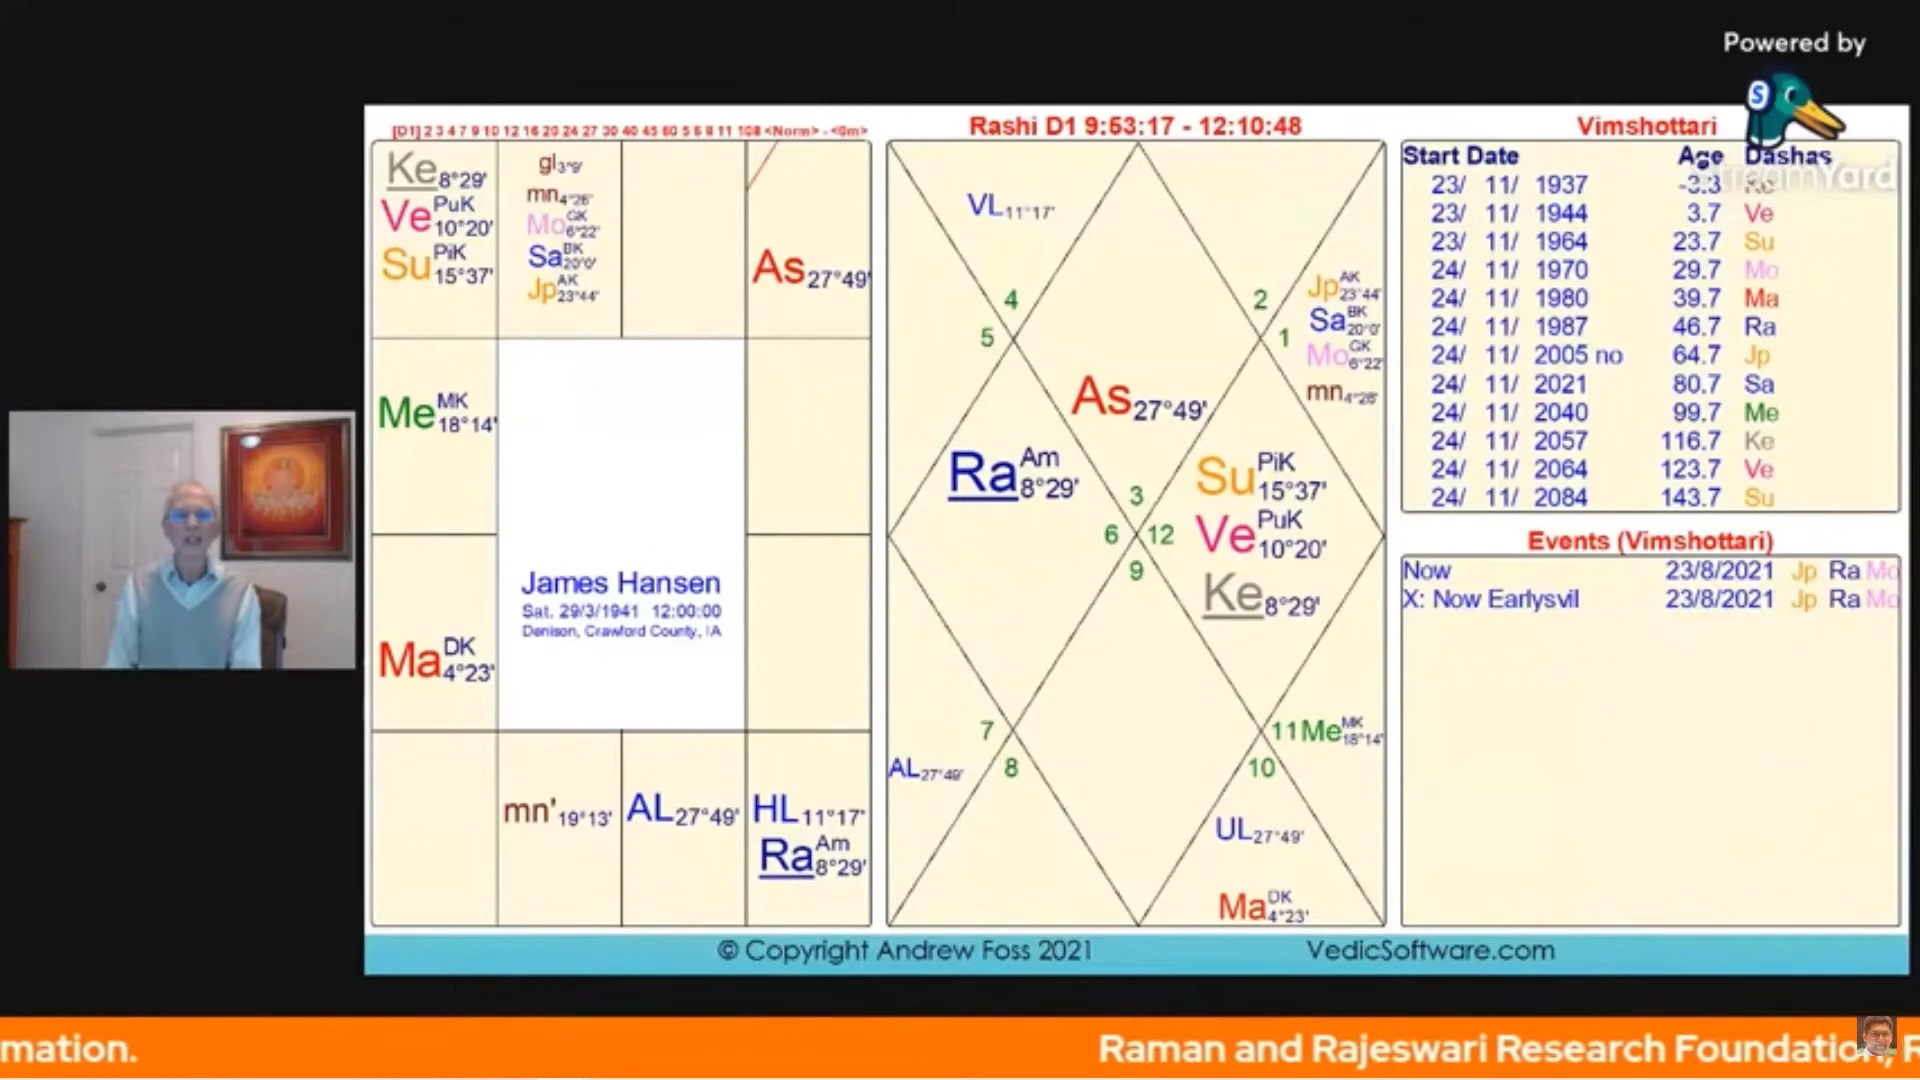 Powered by
S
StreamYard
[D1] 2 3 4 7 9 10 12 16 20 24 27 30 40 45 60 5 6 8 11 108 <Norm> - <0m>
Rashi D1 9:53:17 - 12:10:48
Vimshottari
Ke 8°29'
Ve PuK 10°20'
Su PiK 15°37'
gl 3°9'
mn 4°26'
Mo GK 6°22'
Sa BK 20°0'
Jp AK 23°44'
As 27°49'
Me MK 18°14'
Ma DK 4°23'
James Hansen
Sat. 29/3/1941 12:00:00
Denison, Crawford County, IA
mn' 19°13'
AL 27°49'
HL 11°17'
Ra Am 8°29'
VL 11°17'
4
5
2
1
Jp AK 23°44'
Sa BK 20°0'
Mo GK 6°22'
mn 4°26'
As 27°49'
Ra Am 8°29'
Su PiK 15°37'
Ve PuK 10°20'
Ke 8°29'
3
6 12
9
7
8
AL 27°49'
11 Me MK 18°14'
10
UL 27°49'
Ma DK 4°23'
Start Date Age Dashas
23/ 11/ 1937 -3.3 Ke
23/ 11/ 1944 3.7 Ve
23/ 11/ 1964 23.7 Su
24/ 11/ 1970 29.7 Mo
24/ 11/ 1980 39.7 Ma
24/ 11/ 1987 46.7 Ra
24/ 11/ 2005 no 64.7 Jp
24/ 11/ 2021 80.7 Sa
24/ 11/ 2040 99.7 Me
24/ 11/ 2057 116.7 Ke
24/ 11/ 2064 123.7 Ve
24/ 11/ 2084 143.7 Su
Events (Vimshottari)
Now 23/8/2021 Jp Ra Mo
X: Now Earlysvil 23/8/2021 Jp Ra Mo
© Copyright Andrew Foss 2021 VedicSoftware.com
mation. Raman and Rajeswari Research Foundation, R